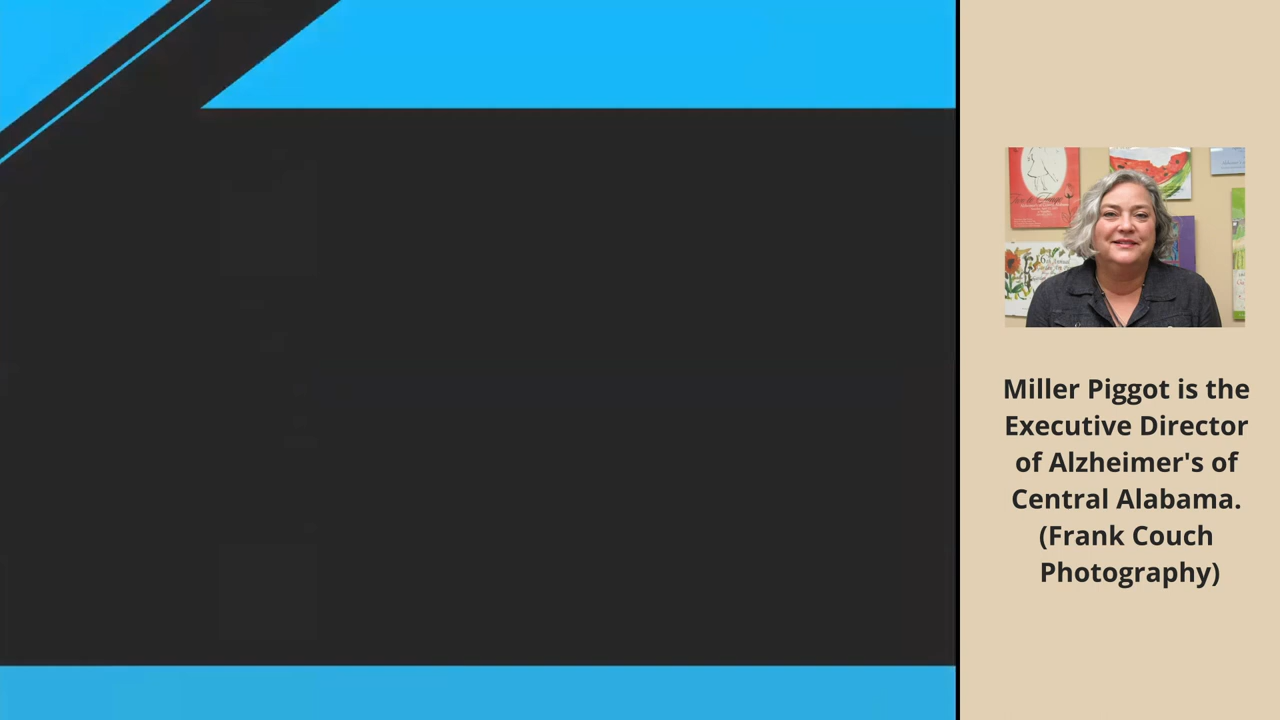 Miller Piggot is the
Executive Director
of Alzheimer's of
Central Alabama.
(Frank Couch
Photography)